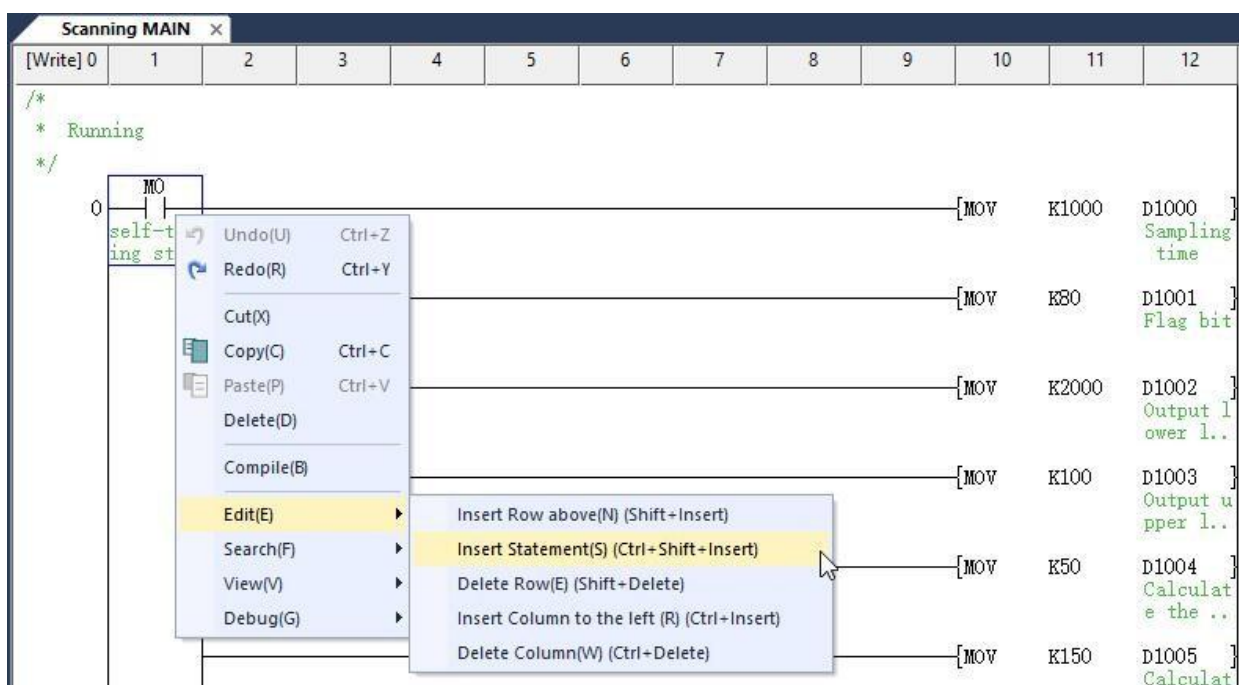 Scanning MAIN ×
[Write] 0 1 2 3 4 5 6 7 8 9 10 11 12
/*
* Running
*/
M0
0 [MOV K1000 D1000 ]
self-t Sampling
ing st time
Undo(U) Ctrl+Z
Redo(R) Ctrl+Y
[MOV K80 D1001 ]
Flag bit
Cut(X)
Copy(C) Ctrl+C
Paste(P) Ctrl+V
[MOV K2000 D1002 ]
Output l
ower l..
Delete(D)
Compile(B)
[MOV K100 D1003 ]
Output u
pper l..
Edit(E)
Search(F)
View(V)
Debug(G)
Insert Row above(N) (Shift+Insert)
Insert Statement(S) (Ctrl+Shift+Insert)
Delete Row(E) (Shift+Delete)
Insert Column to the left (R) (Ctrl+Insert)
Delete Column(W) (Ctrl+Delete)
[MOV K50 D1004 ]
Calculat
e the ..
[MOV K150 D1005 ]
Calculat